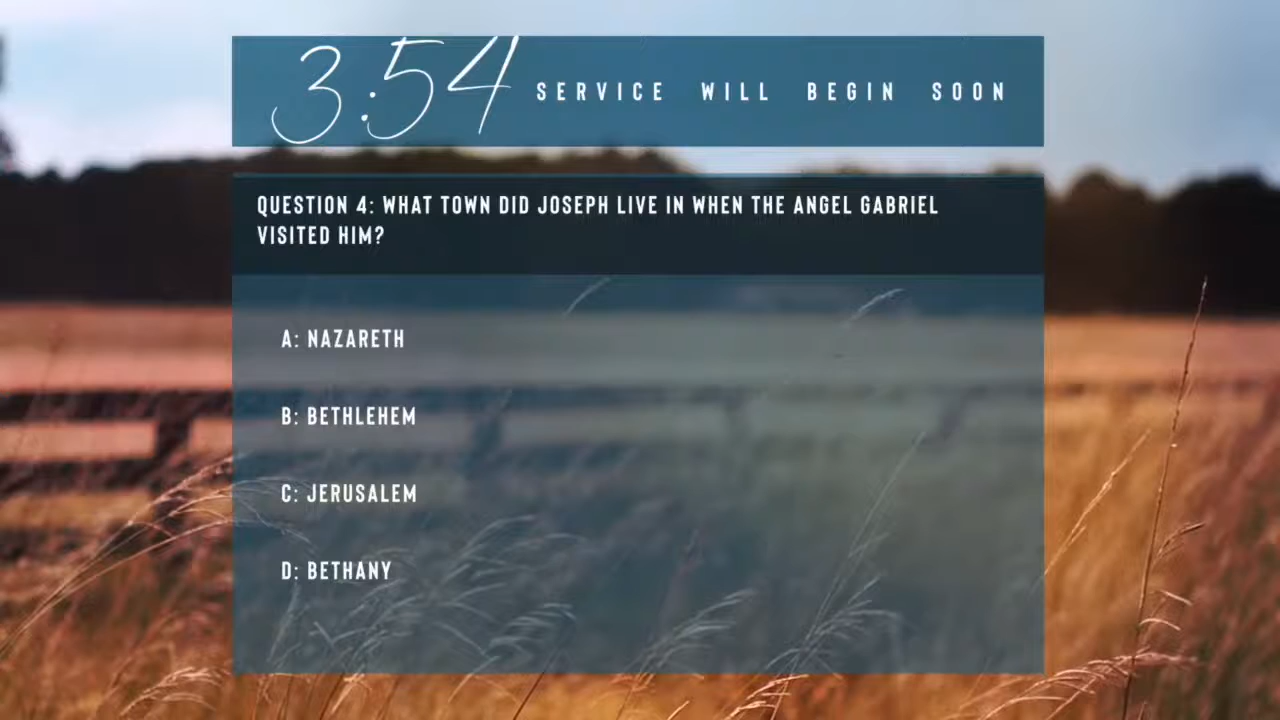 3:54 SERVICE WILL BEGIN SOON
QUESTION 4: WHAT TOWN DID JOSEPH LIVE IN WHEN THE ANGEL GABRIEL
VISITED HIM?
A: NAZARETH
B: BETHLEHEM
C: JERUSALEM
D: BETHANY